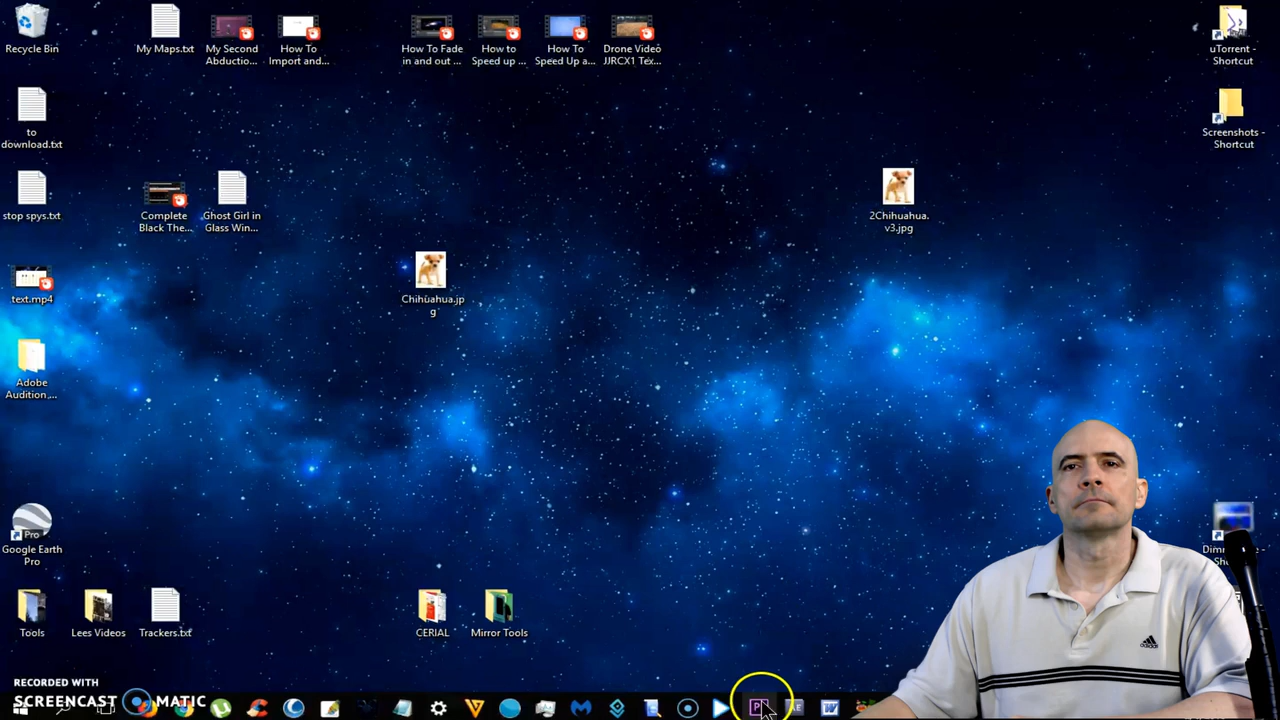 Recycle Bin
My Maps.txt
My Second
Abductio...
How To
Import and...
How To Fade
in and out ...
How to
Speed up ...
How To
Speed Up a...
Drone Video
JJRCX1 Tex...
uTorrent -
Shortcut
to
download.txt
Screenshots -
Shortcut
stop spys.txt
Complete
Black The...
Ghost Girl in
Glass Win...
2Chihuahua.
v3.jpg
text.mp4
Chihuahua.jp
g
Adobe
Audition,...
Pro
Google Earth
Pro
Tools
Lees Videos
Trackers.txt
CERIAL
Mirror Tools
adidas
RECORDED WITH
SCREENCAST MATIC